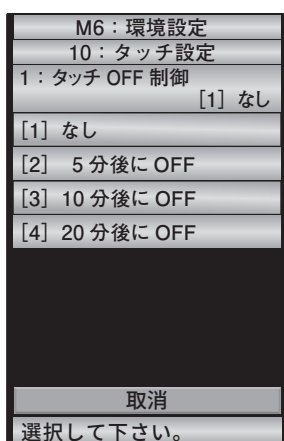 M6：環境設定
10：タッチ設定
1：タッチ OFF 制御
[1] なし
[1] なし
[2] 5 分後に OFF
[3] 10 分後に OFF
[4] 20 分後に OFF
取消
選択して下さい。